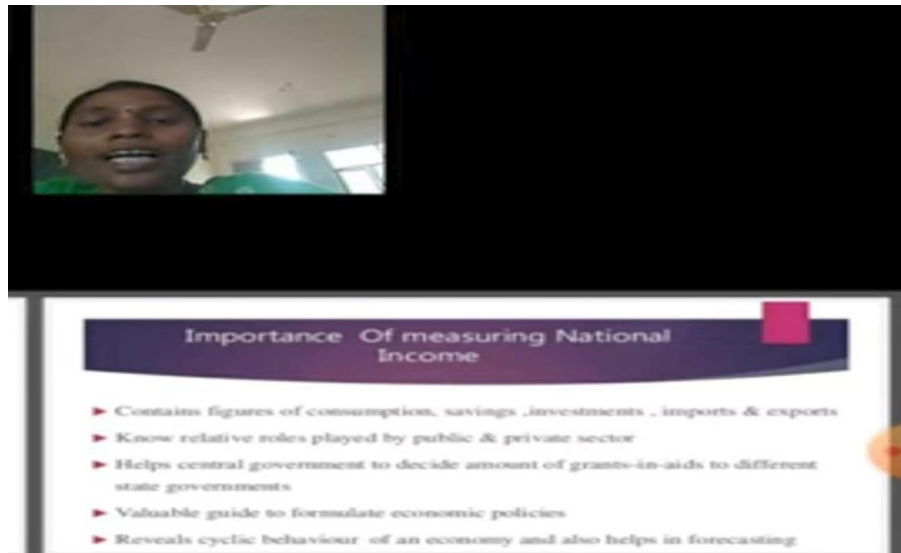 Importance Of measuring National
Income
► Contains figures of consumption, savings ,investments , imports & exports
► Know relative roles played by public & private sector
► Helps central government to decide amount of grants-in-aids to different
state governments
► Valuable guide to formulate economic policies
► Reveals cyclic behaviour of an economy and also helps in forecasting